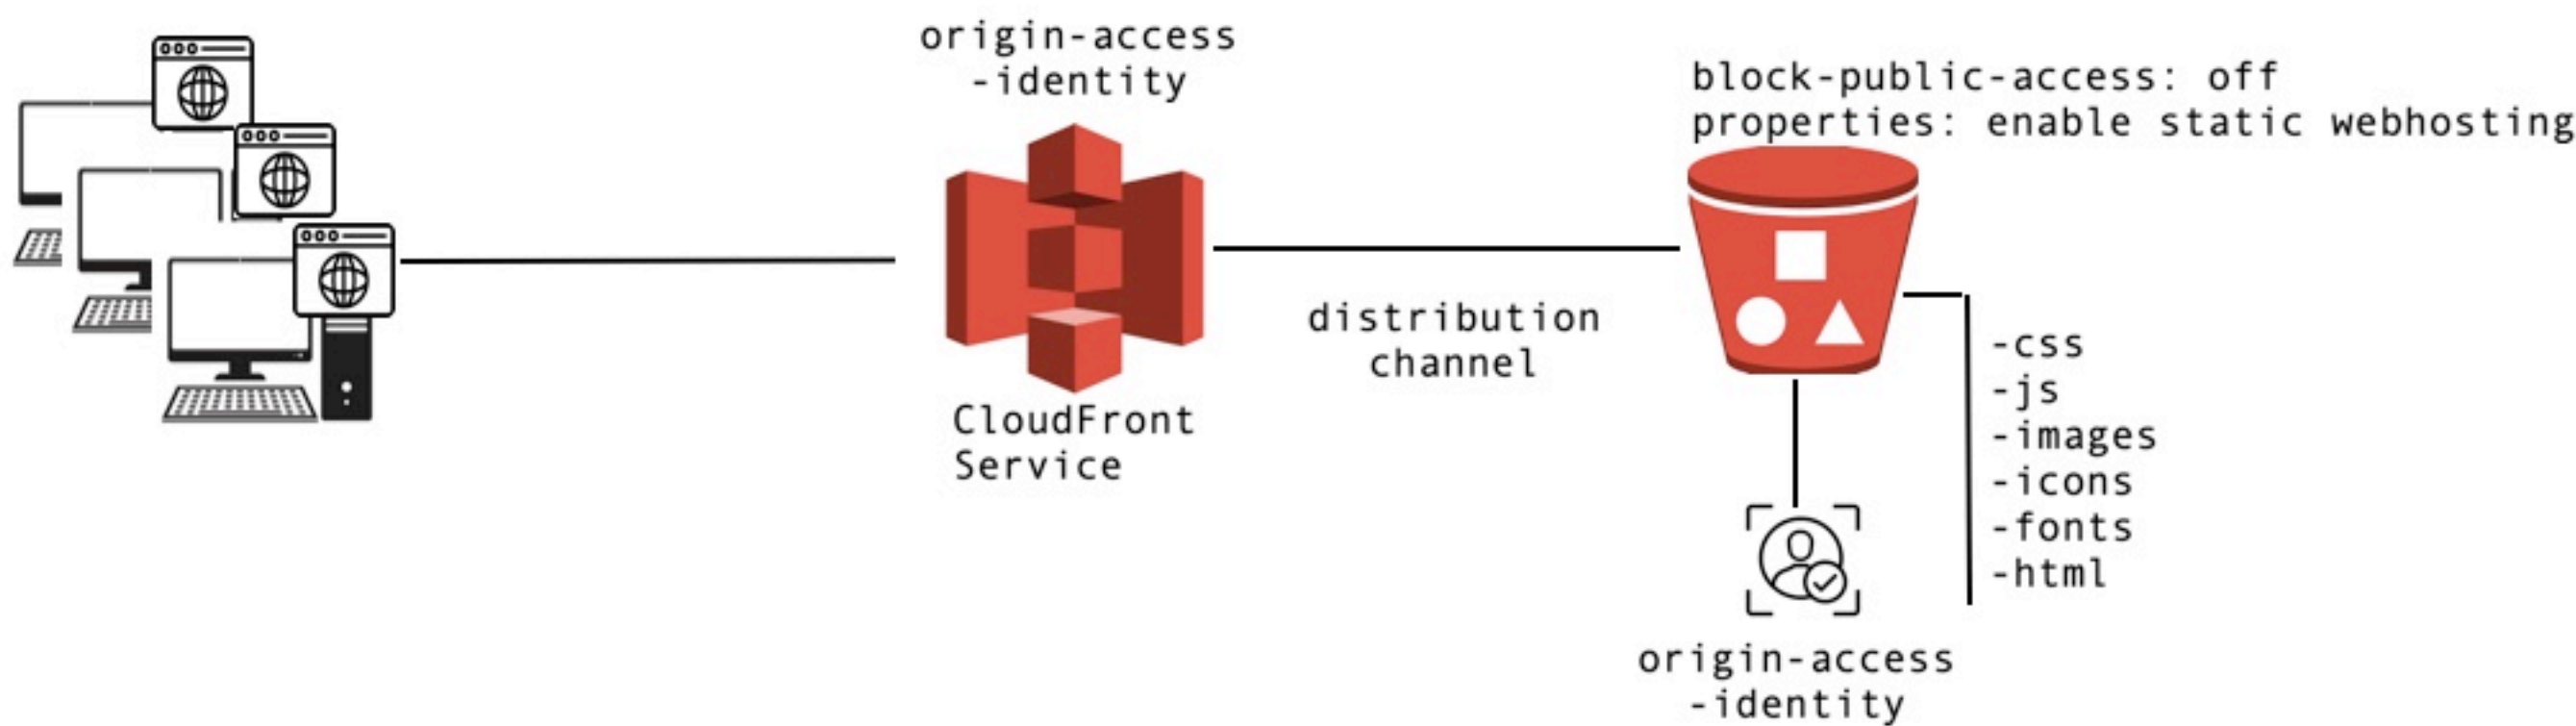 origin-access
-identity
CloudFront
Service
distribution
channel
block-public-access: off
properties: enable static webhosting
-css
-js
-images
-icons
-fonts
-html
origin-access
-identity